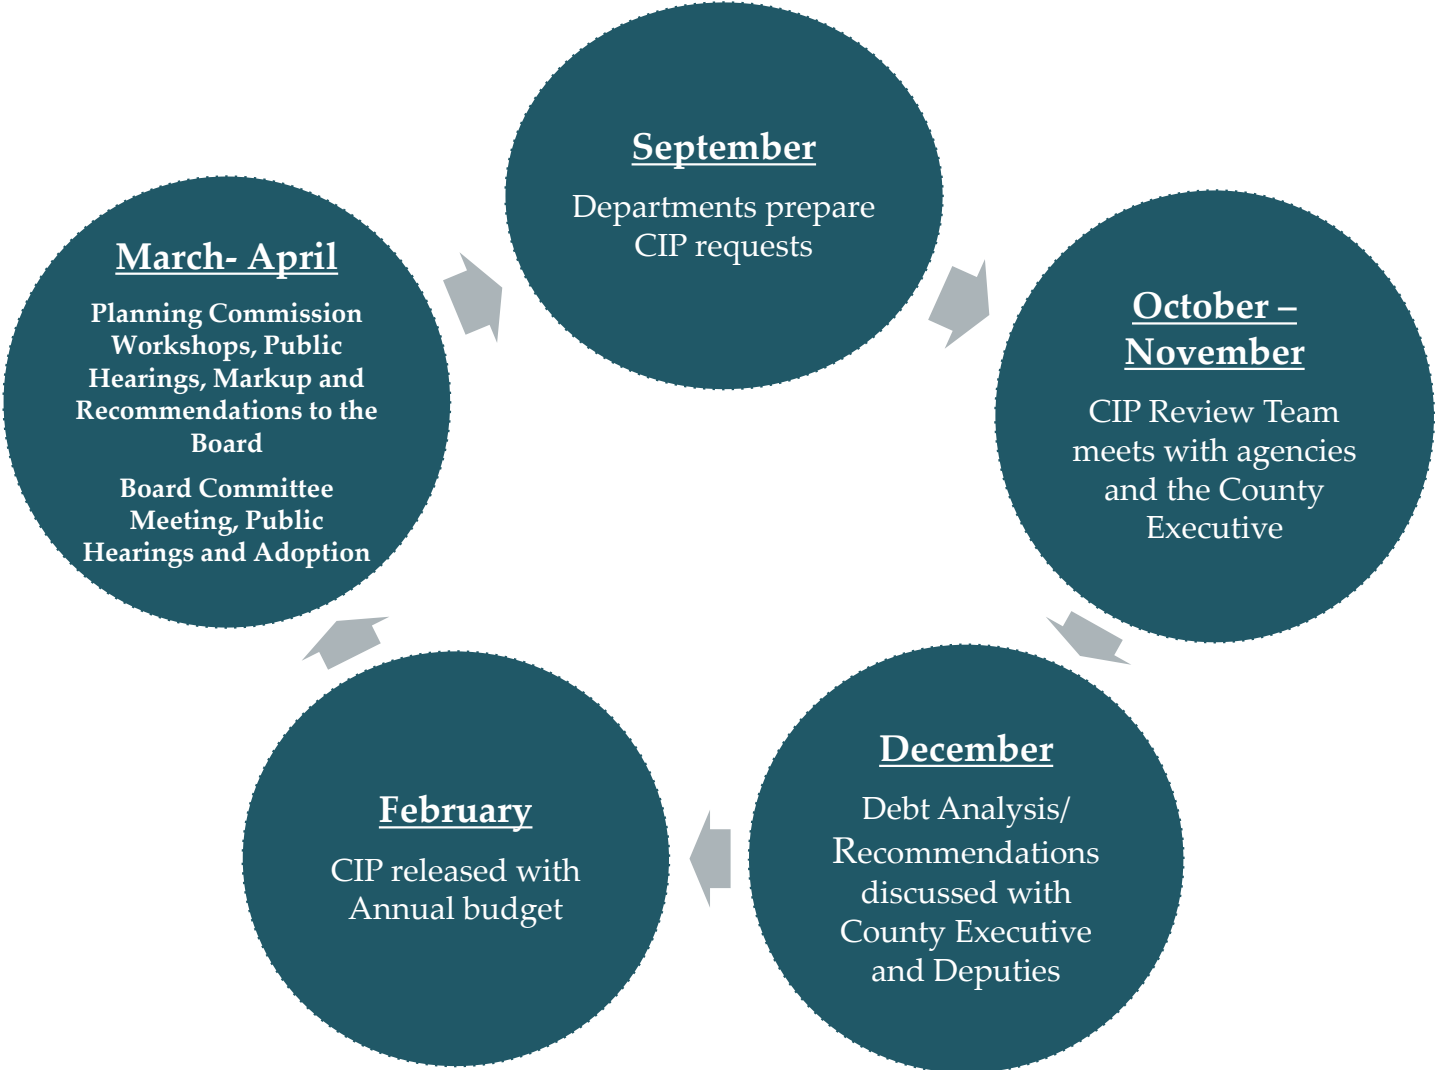 September
Departments prepare
CIP requests
October –
November
CIP Review Team
meets with agencies
and the County
Executive
December
Debt Analysis/
Recommendations
discussed with
County Executive
and Deputies
February
CIP released with
Annual budget
March- April
Planning Commission
Workshops, Public
Hearings, Markup and
Recommendations to the
Board
Board Committee
Meeting, Public
Hearings and Adoption